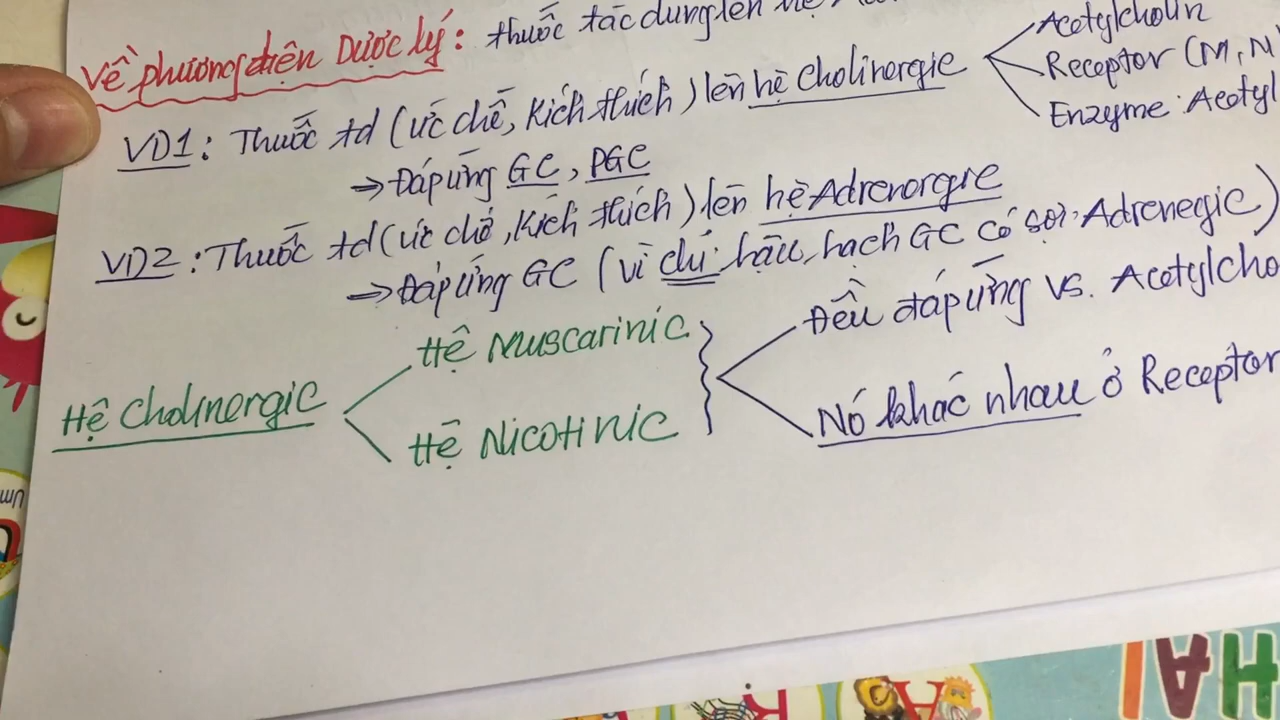 Về phương diện Dược lý: thuốc tác dụng lên hệ
Acetylcholin
VD1: Thuốc td (ức chế, kích thích) lên hệ Cholinergic
Receptor (M, N
Enzyme: Acetyl
→ Đáp ứng GC, PGC
VD2: Thuốc td (ức chế, kích thích) lên hệ Adrenergic
→ Đáp ứng GC (vì chỉ hậu hạch GC có sợi Adrenergic)
Hệ Cholinergic
Hệ Muscarinic
Hệ Nicotinic
Đều đáp ứng vs. Acetylcho
Nó khác nhau ở Receptor
HAI